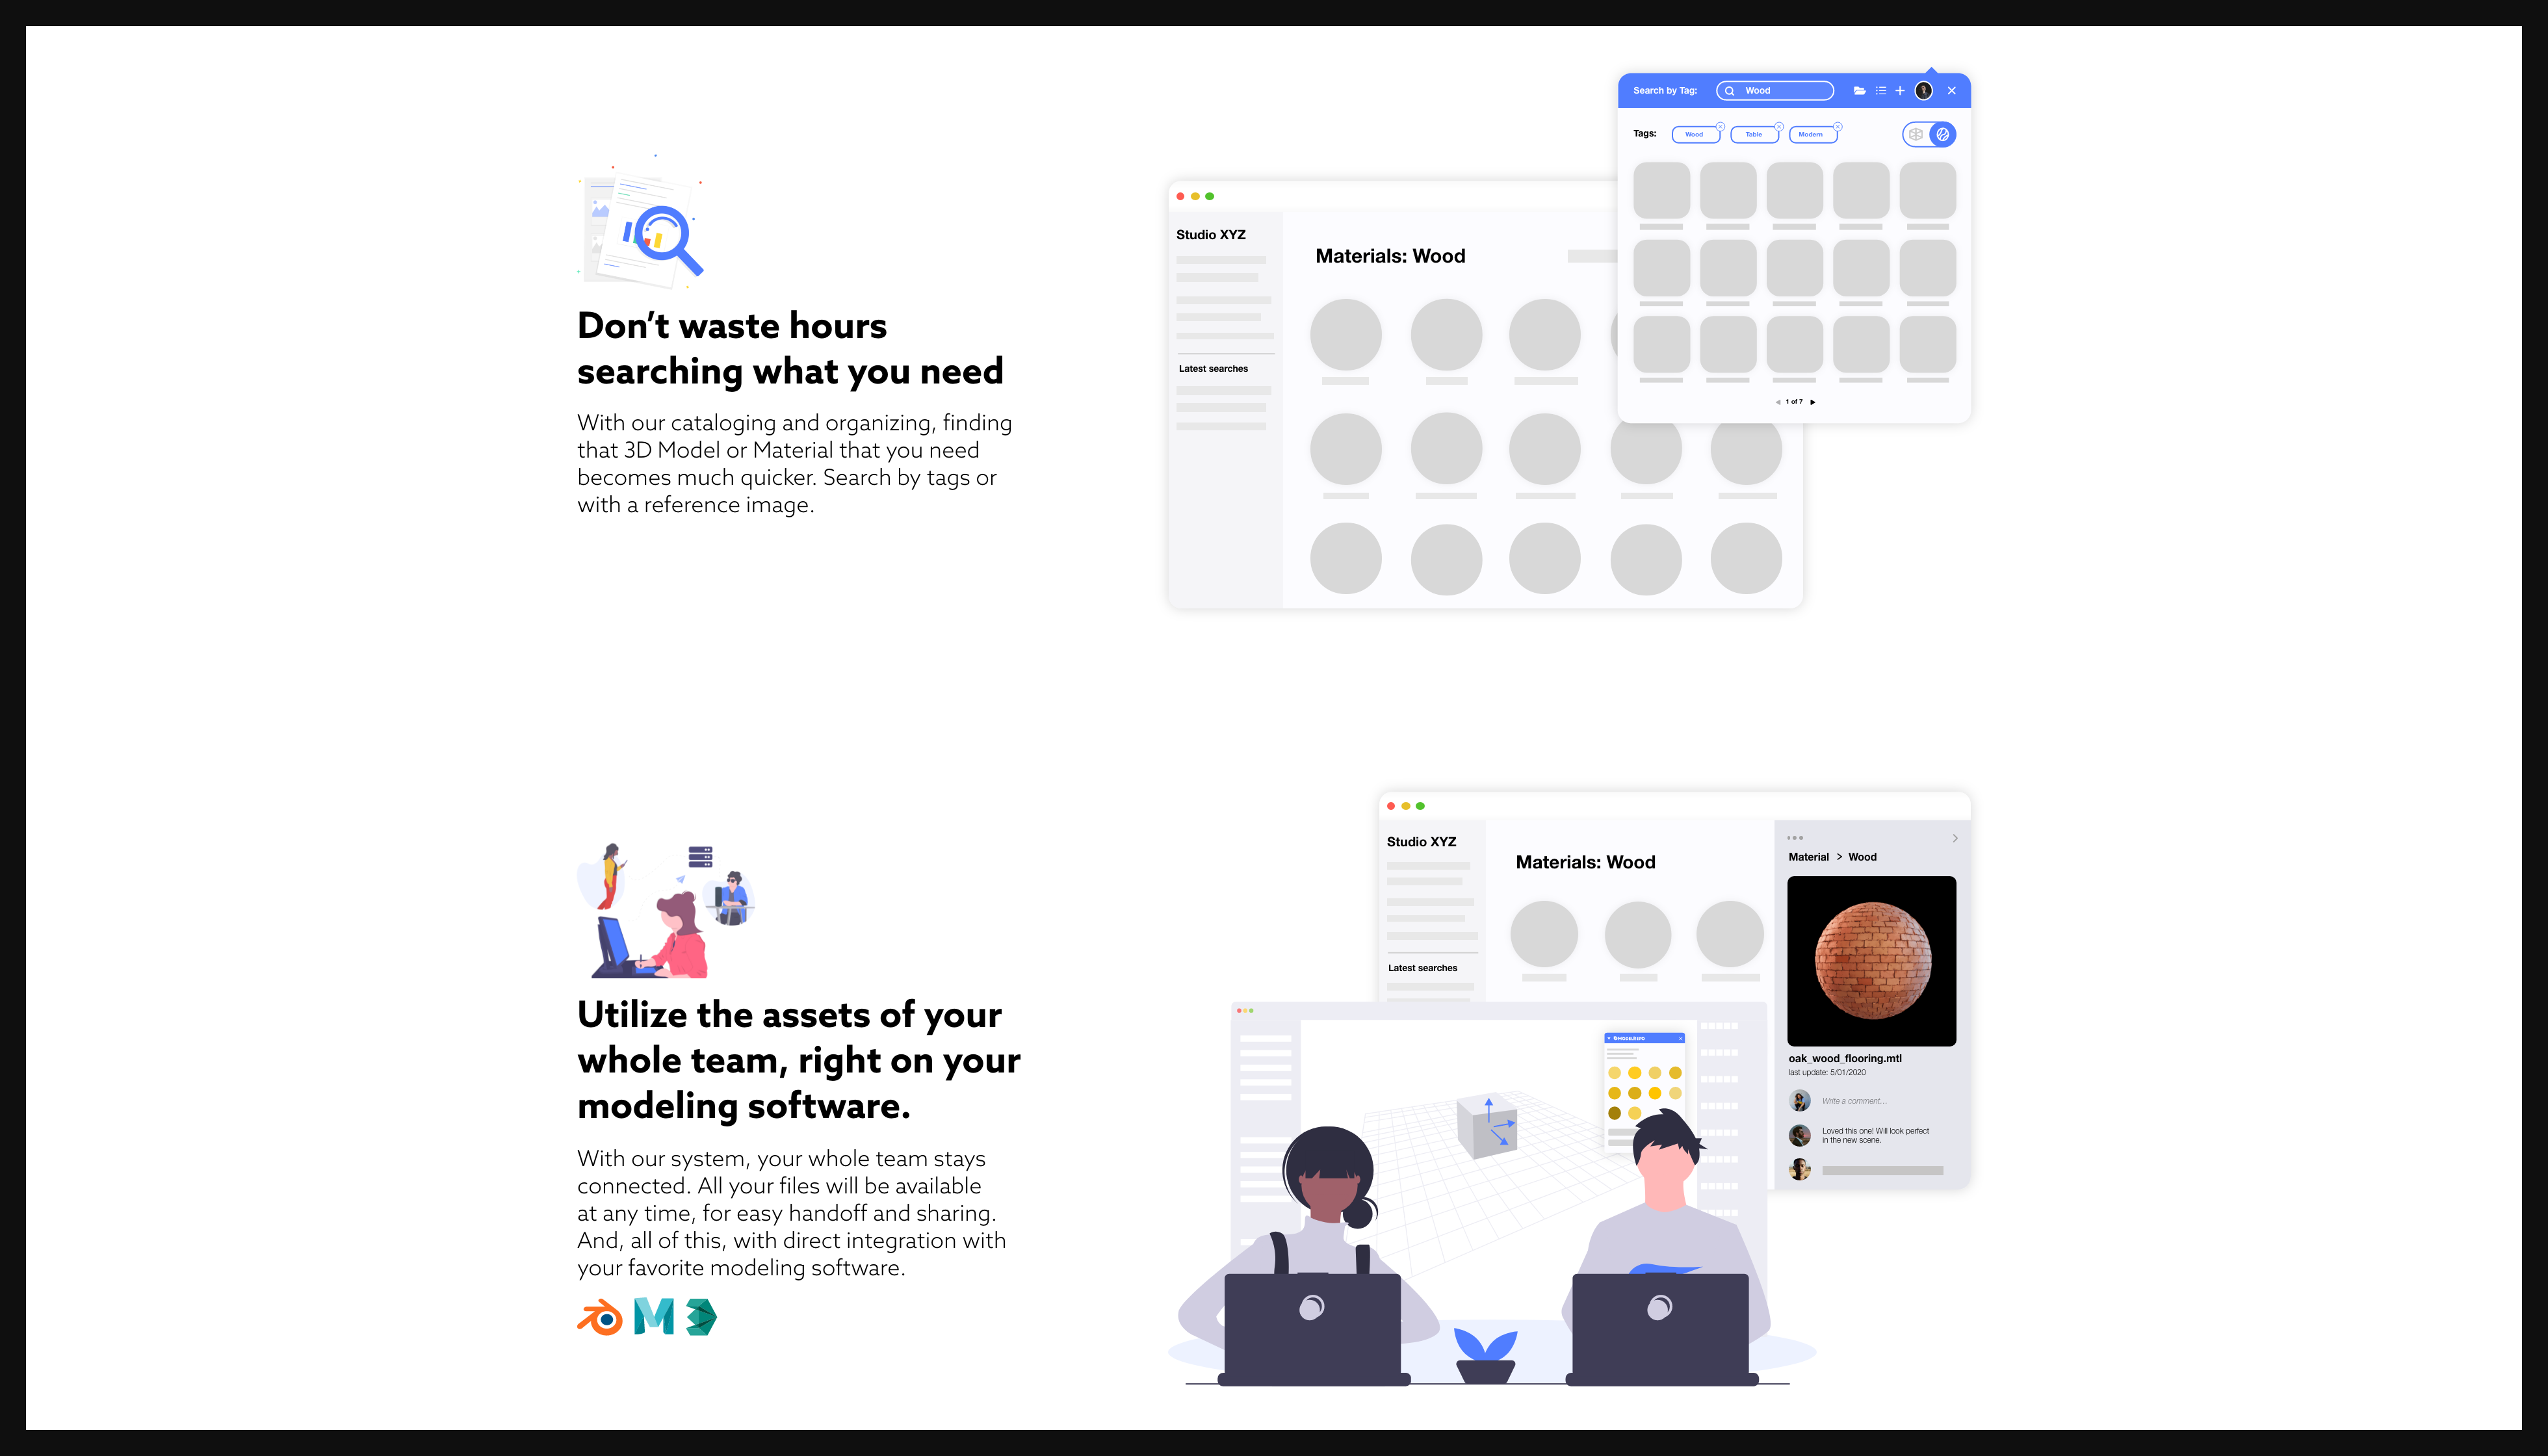 Don’t waste hours
searching what you need
With our cataloging and organizing, finding
that 3D Model or Material that you need
becomes much quicker. Search by tags or
with a reference image.
Search by Tag:
Wood
Tags:
Wood
Table
Modern
1 of 7
Studio XYZ
Latest searches
Materials: Wood
Utilize the assets of your
whole team, right on your
modeling software.
With our system, your whole team stays
connected. All your files will be available
at any time, for easy handoff and sharing.
And, all of this, with direct integration with
your favorite modeling software.
Studio XYZ
Latest searches
Materials: Wood
Material > Wood
oak_wood_flooring.mtl
last update: 5/01/2020
Write a comment...
Loved this one! Will look perfect
in the new scene.